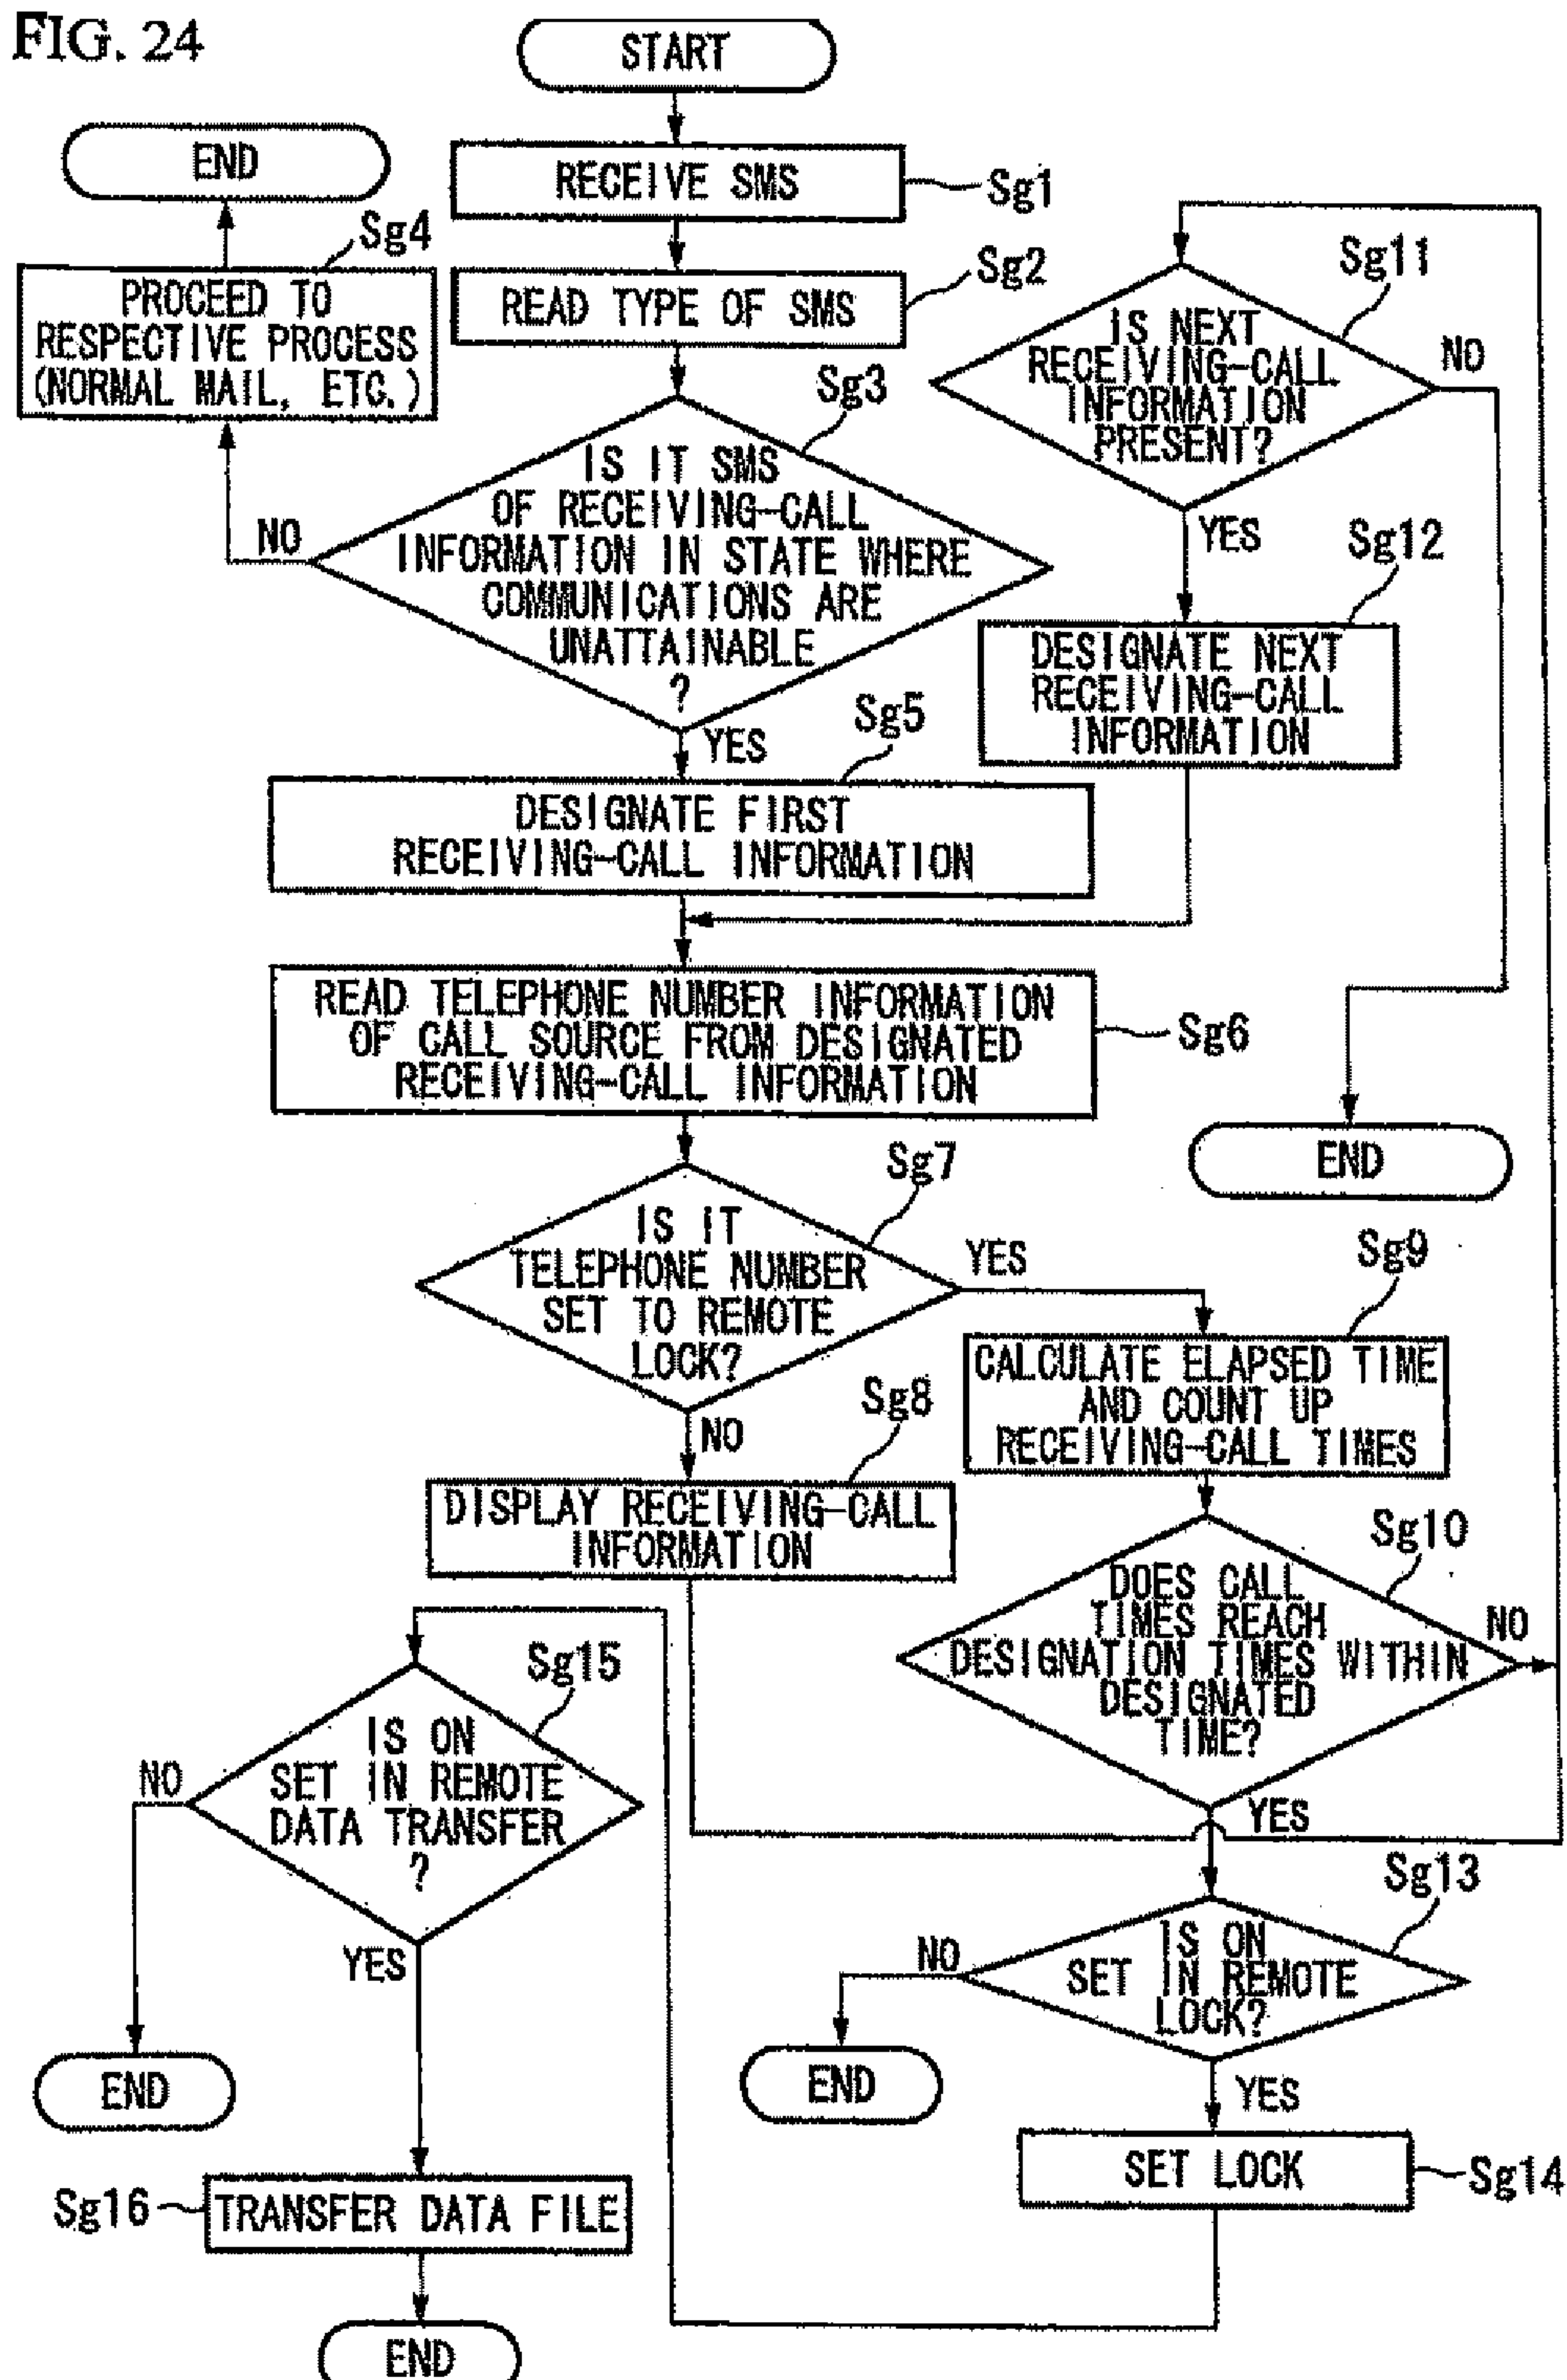 FIG. 24
START
END
RECEIVE SMS
Sg1
Sg4
PROCEED TO
RESPECTIVE PROCESS
(NORMAL MAIL, ETC.)
READ TYPE OF SMS
Sg2
Sg3
IS IT SMS
OF RECEIVING-CALL
INFORMATION IN STATE WHERE
COMMUNICATIONS ARE
UNATTAINABLE
?
NO
YES
Sg11
IS NEXT
RECEIVING-CALL
INFORMATION
PRESENT?
NO
YES
Sg12
DESIGNATE NEXT
RECEIVING-CALL
INFORMATION
Sg5
DESIGNATE FIRST
RECEIVING-CALL INFORMATION
READ TELEPHONE NUMBER INFORMATION
OF CALL SOURCE FROM DESIGNATED
RECEIVING-CALL INFORMATION
Sg6
END
Sg7
IS IT
TELEPHONE NUMBER
SET TO REMOTE
LOCK?
YES
NO
Sg9
CALCULATE ELAPSED TIME
AND COUNT UP
RECEIVING-CALL TIMES
Sg8
DISPLAY RECEIVING-CALL
INFORMATION
Sg10
DOES CALL
TIMES REACH
DESIGNATION TIMES WITHIN
DESIGNATED
TIME?
NO
YES
Sg15
IS ON
SET IN REMOTE
DATA TRANSFER
?
NO
YES
Sg13
IS ON
SET IN REMOTE
LOCK?
NO
YES
END
END
SET LOCK
Sg14
Sg16
TRANSFER DATA FILE
END